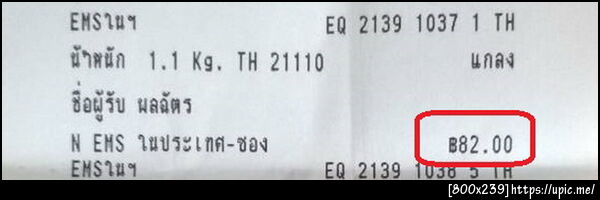 EMSในฯ EQ 2139 1037 1 TH
น้ำหนัก 1.1 Kg. TH 21110 แกลง
ชื่อผู้รับ ผลฉัตร
N EMS ในประเทศ-ซอง ฿82.00
EMSในฯ EQ 2139 1038 5 TH
[800x239]https://upic.me/